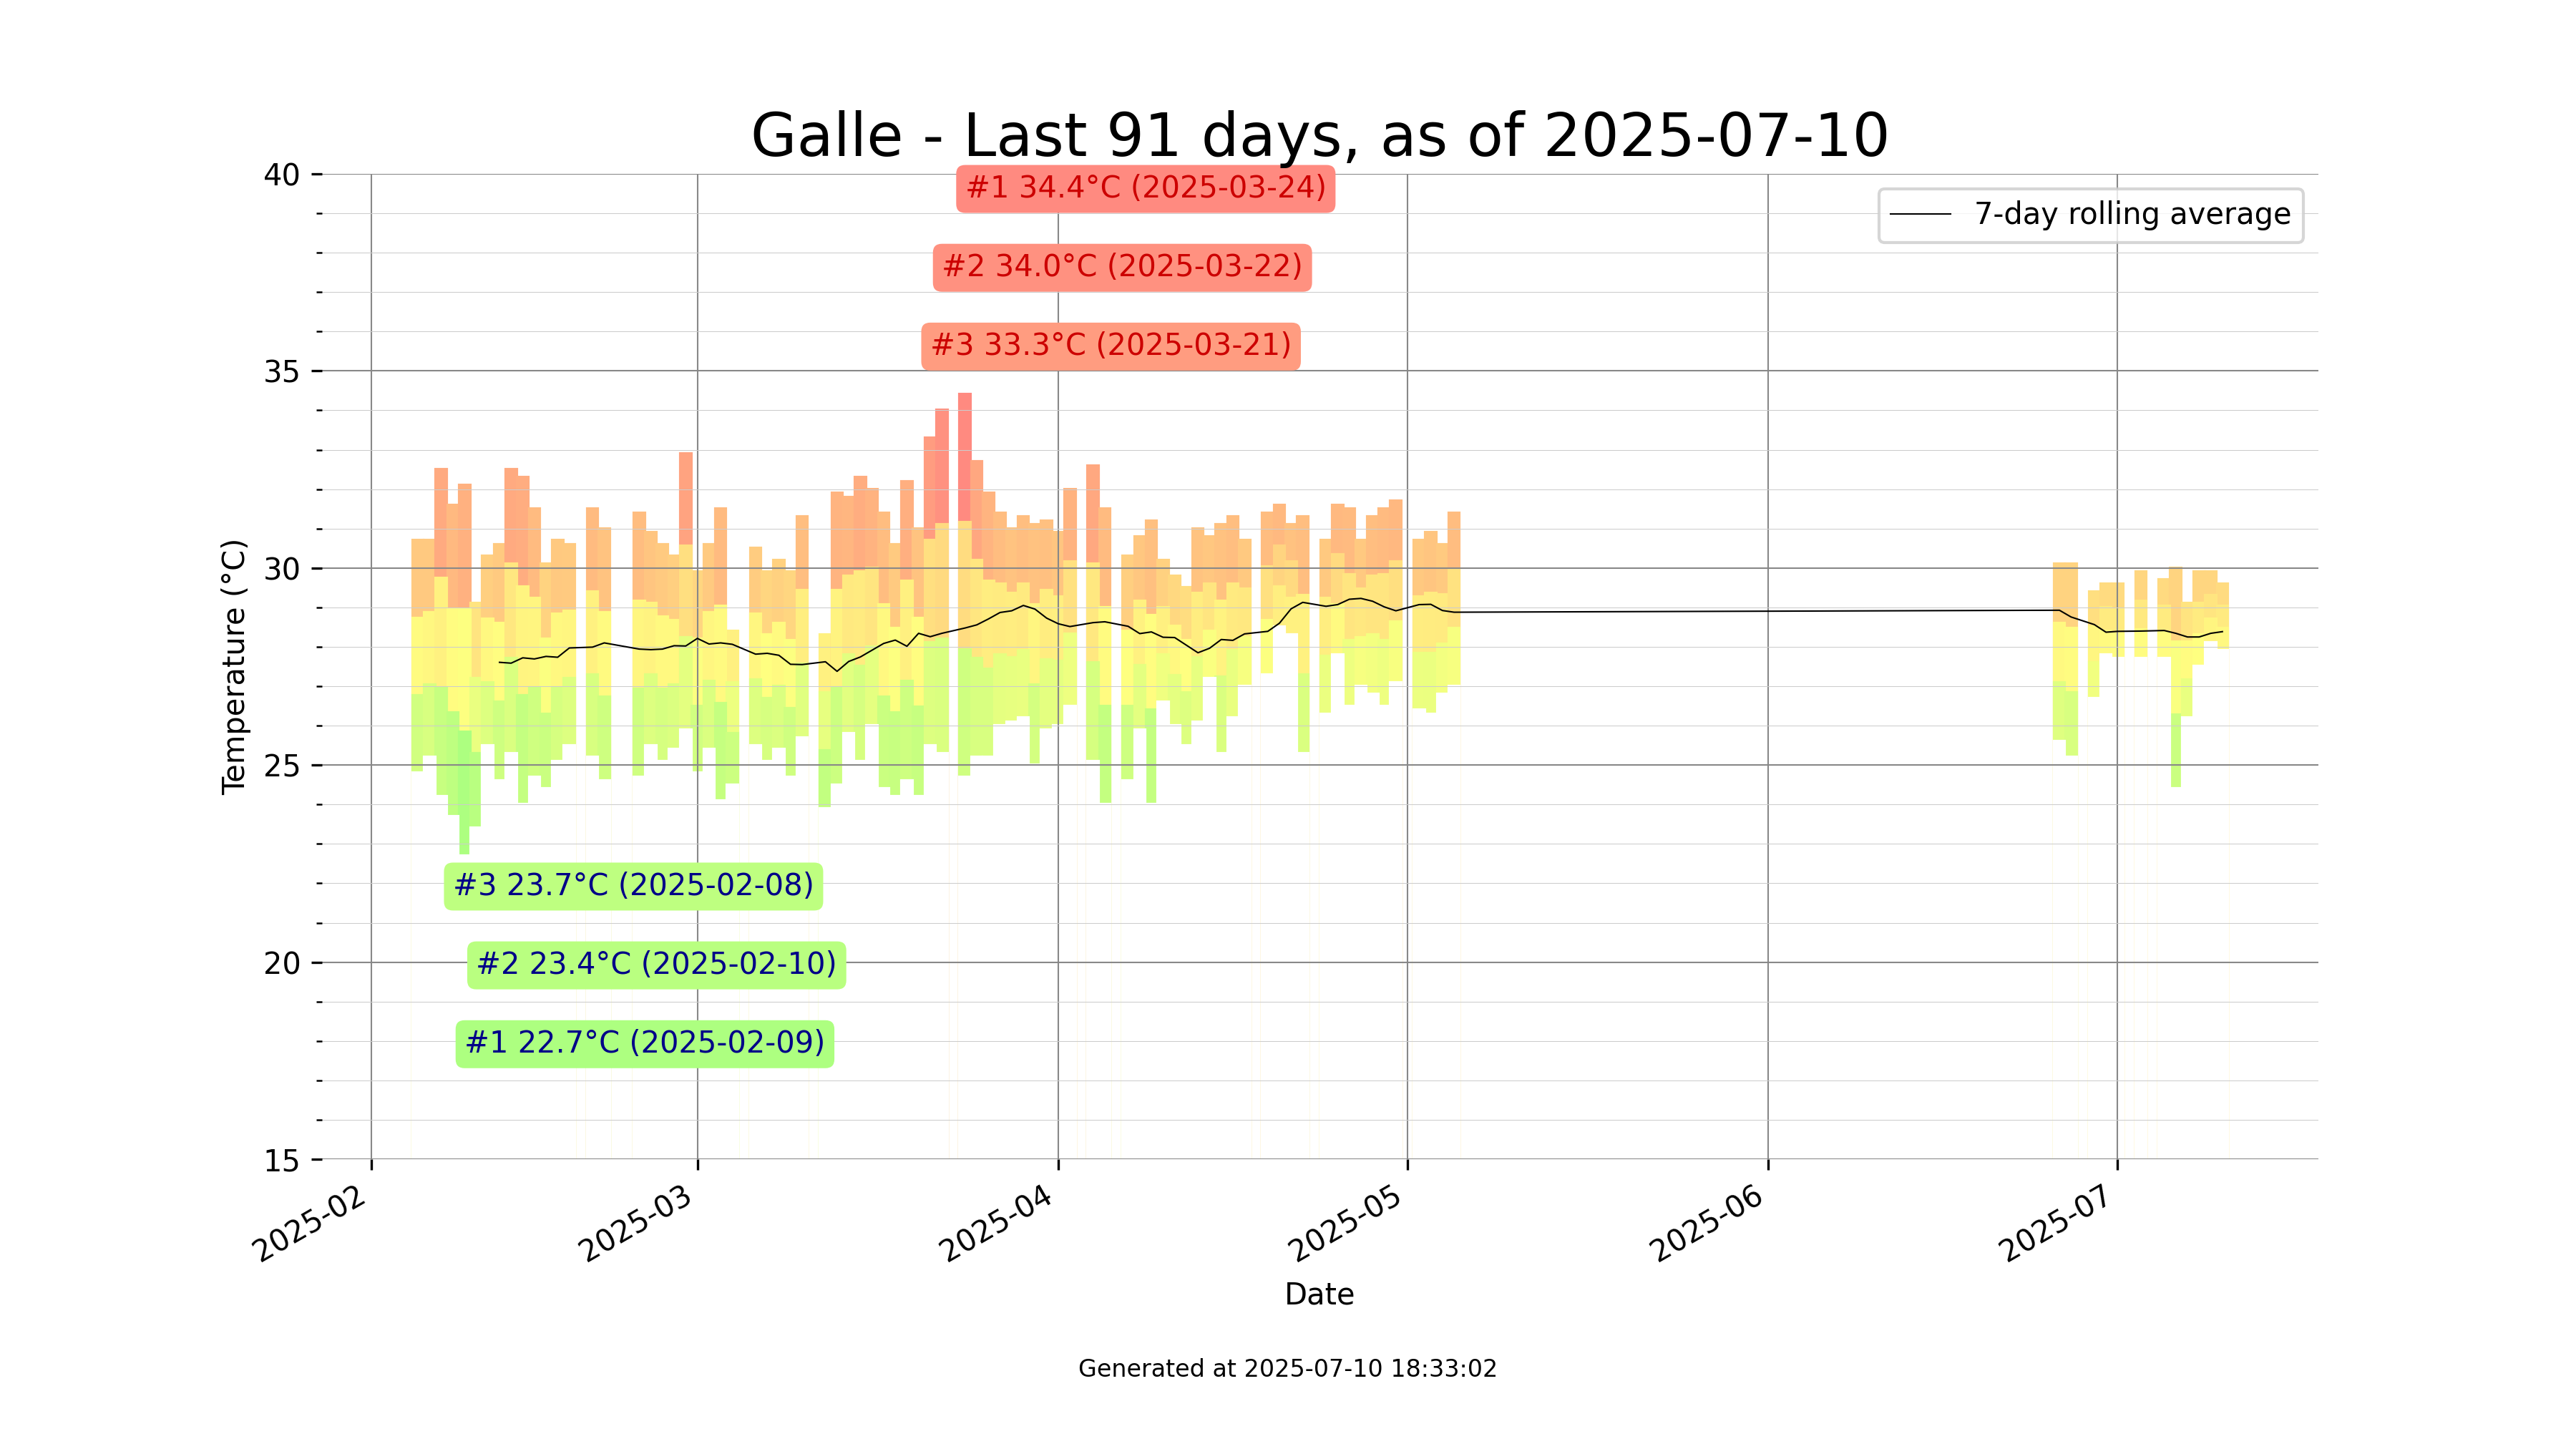 Galle - Last 91 days, as of 2025-07-10
40
35
30
25
20
15
Temperature (°C)
7-day rolling average
#1 34.4°C (2025-03-24)
#2 34.0°C (2025-03-22)
#3 33.3°C (2025-03-21)
#3 23.7°C (2025-02-08)
#2 23.4°C (2025-02-10)
#1 22.7°C (2025-02-09)
2025-02
2025-03
2025-04
2025-05
2025-06
2025-07
Date
Generated at 2025-07-10 18:33:02